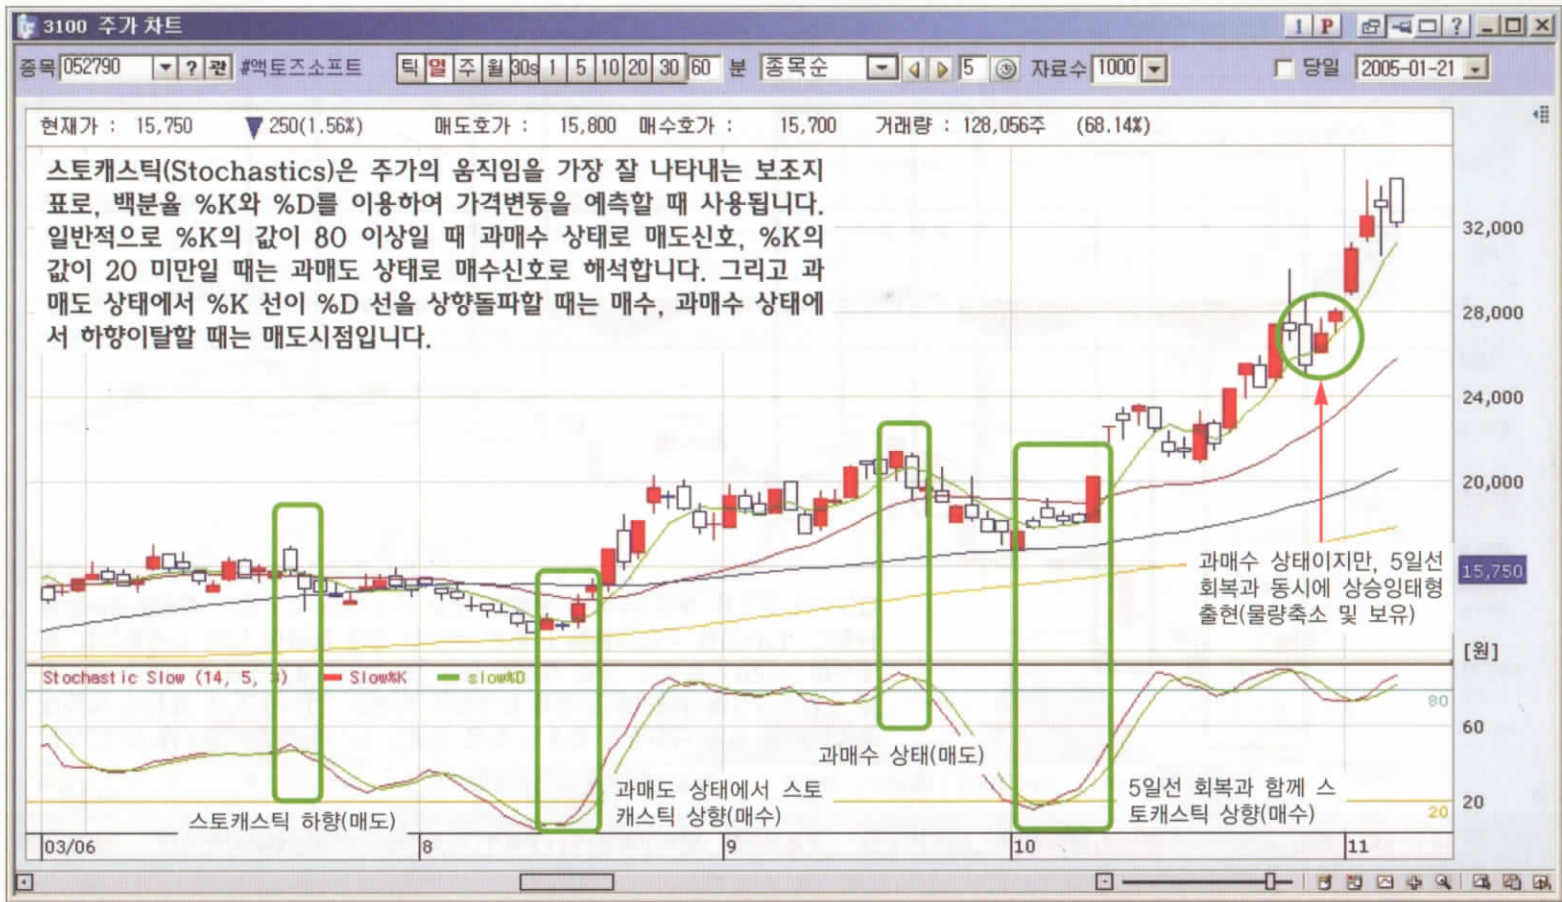 3100 주가 차트
1 P ?
종목 052790 ? 관 #액토즈소프트 틱 일 주 월 30s 1 5 10 20 30 60 분 종목순 5 자료수 1000 당일 2005-01-21
현재가 : 15,750 ▼ 250(1.56%) 매도호가 : 15,800 매수호가 : 15,700 거래량 : 128,056주 (68.14%)
스토캐스틱(Stochastics)은 주가의 움직임을 가장 잘 나타내는 보조지
표로, 백분율 %K와 %D를 이용하여 가격변동을 예측할 때 사용됩니다.
일반적으로 %K의 값이 80 이상일 때 과매수 상태로 매도신호, %K의
값이 20 미만일 때는 과매도 상태로 매수신호로 해석합니다. 그리고 과
매도 상태에서 %K 선이 %D 선을 상향돌파할 때는 매수, 과매수 상태에
서 하향이탈할 때는 매도시점입니다.
32,000
28,000
24,000
20,000
15,750
[원]
과매수 상태이지만, 5일선
회복과 동시에 상승잉태형
출현(물량축소 및 보유)
Stochastic Slow (14, 5, 3) Slow%K slow%D
80
60
20
20
과매수 상태(매도)
과매도 상태에서 스토
캐스틱 상향(매수)
5일선 회복과 함께 스
토캐스틱 상향(매수)
스토캐스틱 하향(매도)
03/06 8 9 10 11